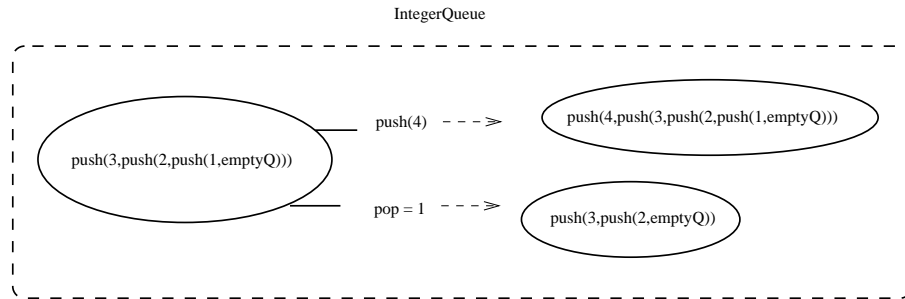 IntegerQueue
push(3,push(2,push(1,emptyQ)))
push(4)
push(4,push(3,push(2,push(1,emptyQ)))
pop = 1
push(3,push(2,emptyQ))